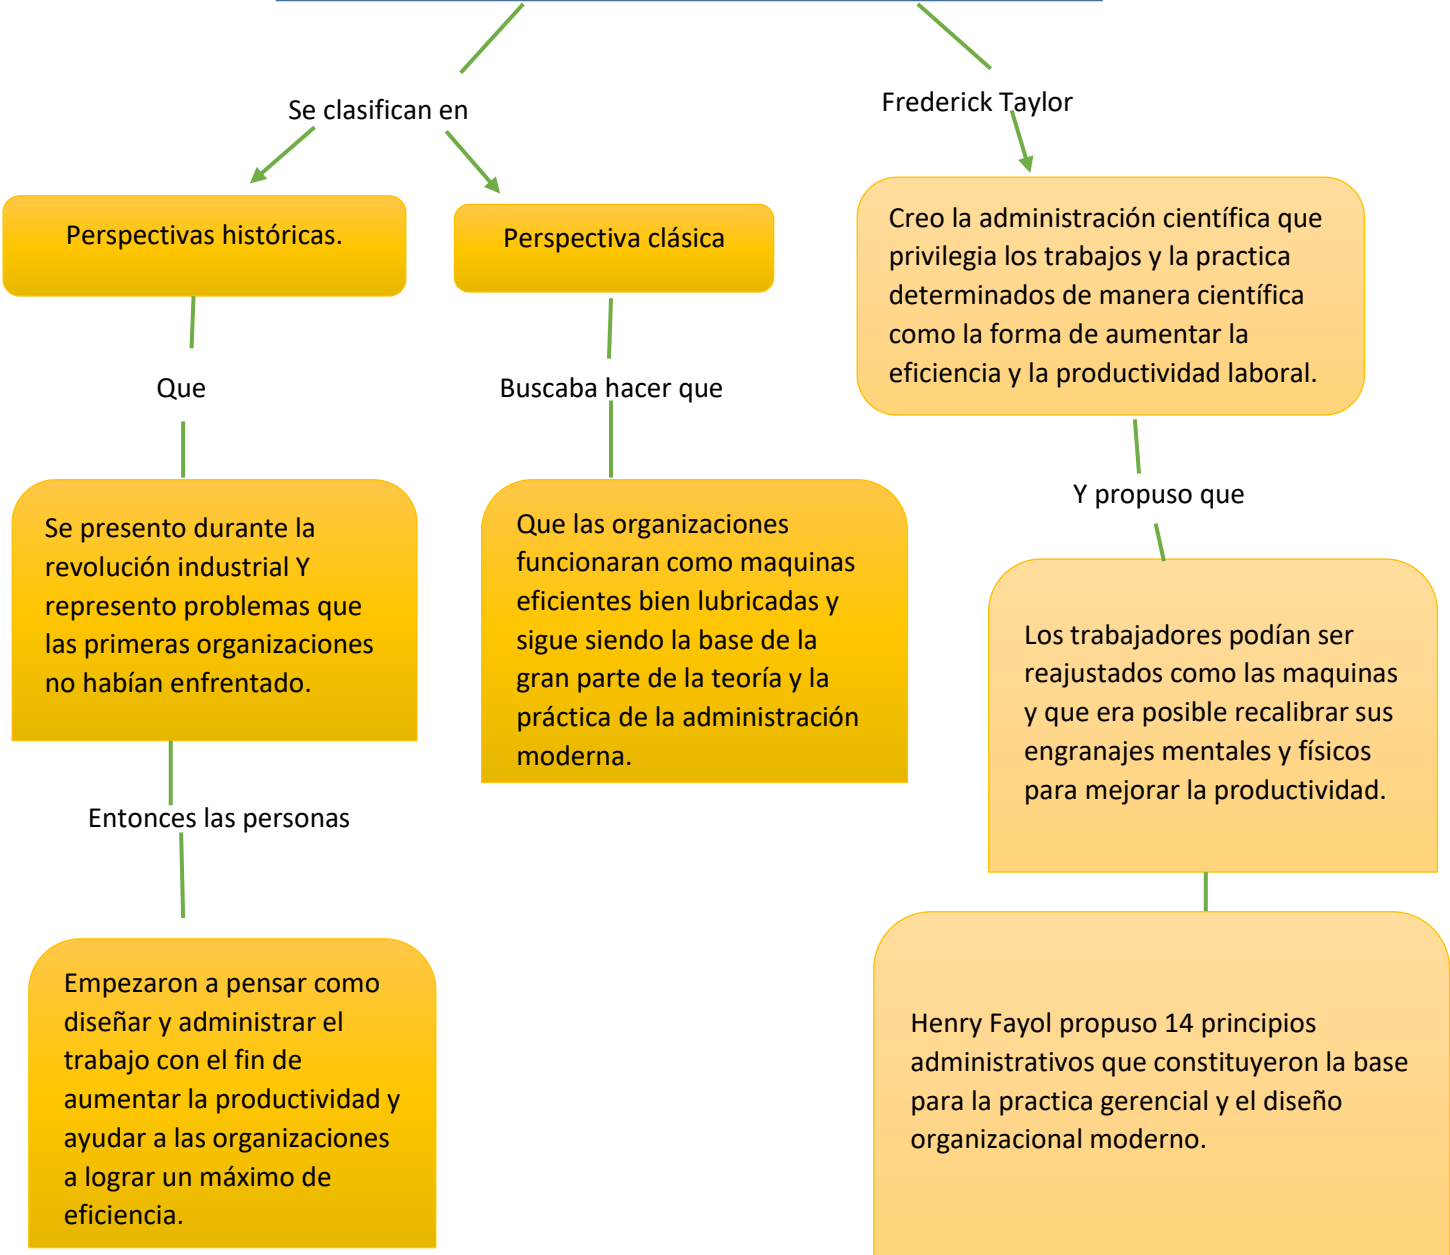 Se clasifican en
Frederick Taylor
Perspectivas históricas.
Perspectiva clásica
Creo la administración científica que
privilegia los trabajos y la practica
determinados de manera científica
como la forma de aumentar la
eficiencia y la productividad laboral.
Que
Buscaba hacer que
Y propuso que
Se presento durante la
revolución industrial Y
represento problemas que
las primeras organizaciones
no habían enfrentado.
Que las organizaciones
funcionaran como maquinas
eficientes bien lubricadas y
sigue siendo la base de la
gran parte de la teoría y la
práctica de la administración
moderna.
Los trabajadores podían ser
reajustados como las maquinas
y que era posible recalibrar sus
engranajes mentales y físicos
para mejorar la productividad.
Entonces las personas
Empezaron a pensar como
diseñar y administrar el
trabajo con el fin de
aumentar la productividad y
ayudar a las organizaciones
a lograr un máximo de
eficiencia.
Henry Fayol propuso 14 principios
administrativos que constituyeron la base
para la practica gerencial y el diseño
organizacional moderno.